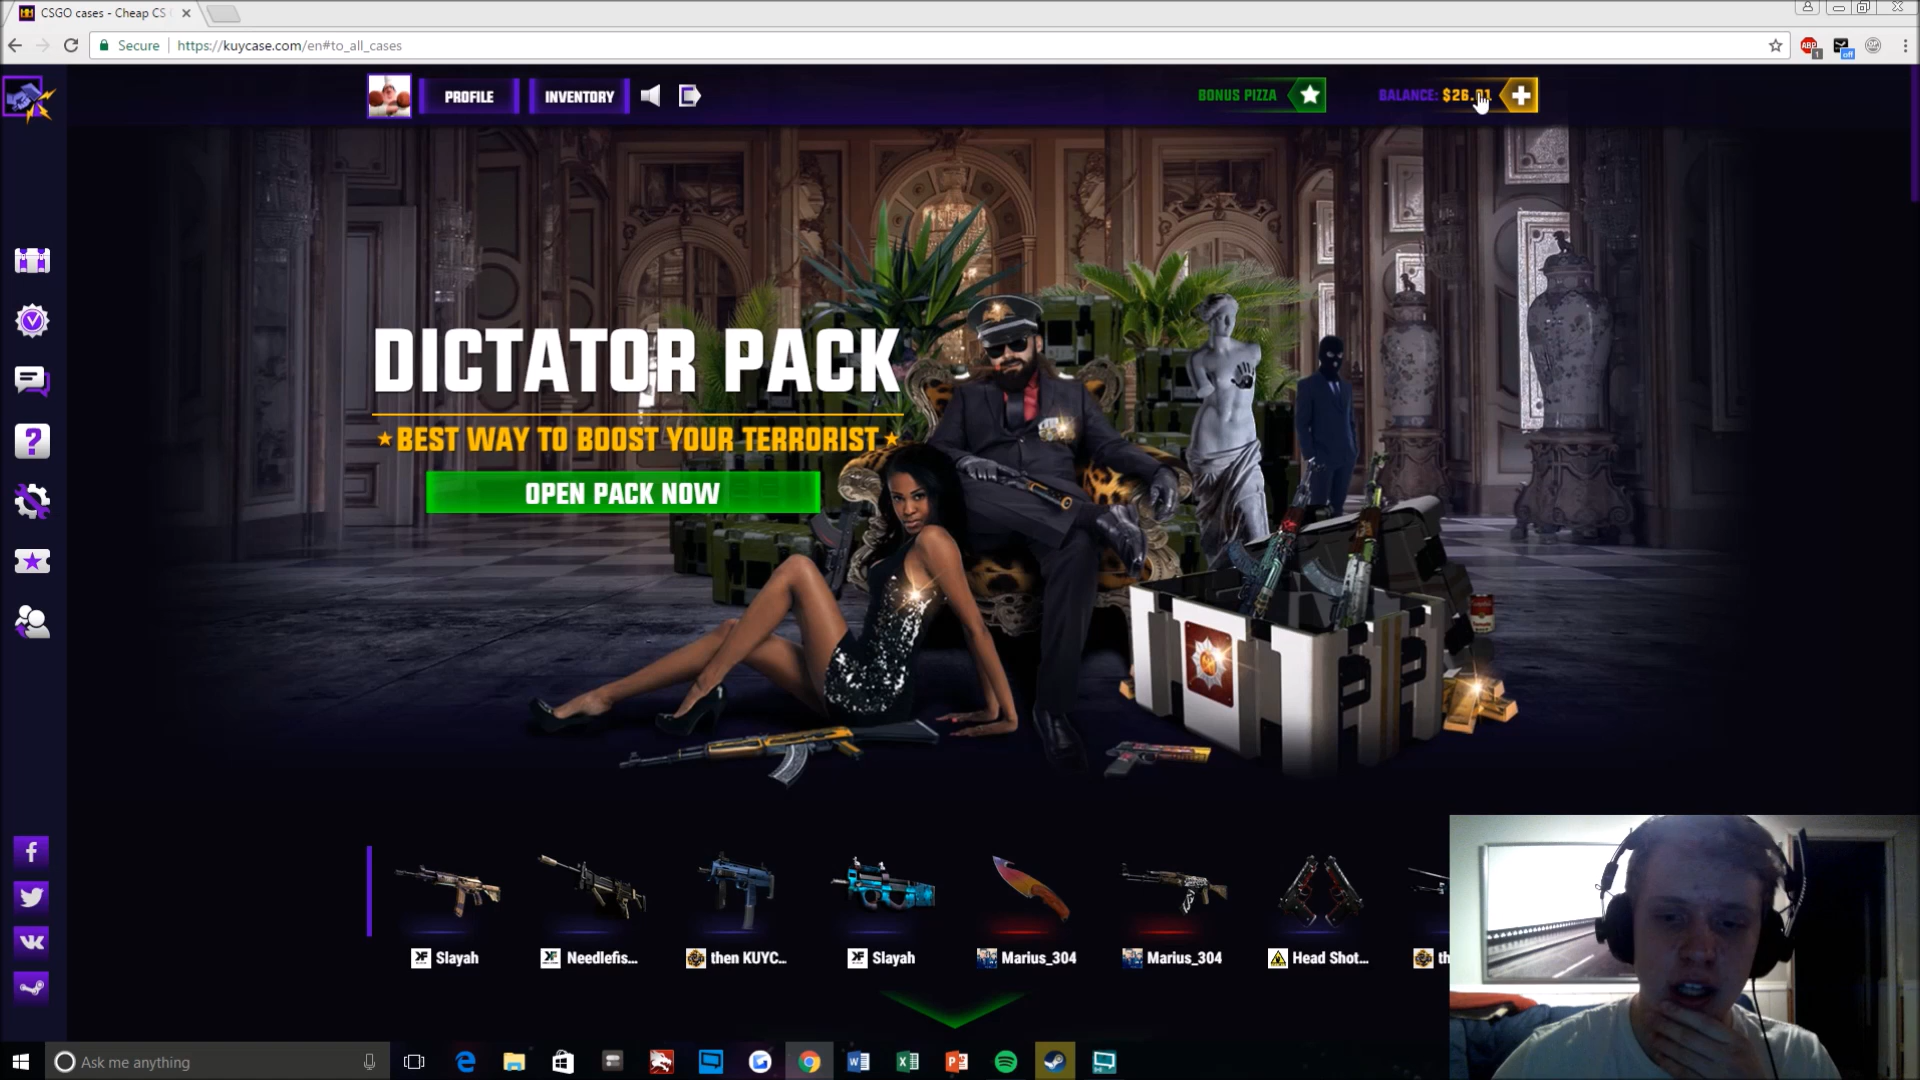 CSGO cases - Cheap CS
Secure
https://kuycase.com/en#to_all_cases
PROFILE
INVENTORY
BONUS PIZZA
BALANCE:
DICTATOR PACK
BEST WAY TO BOOST YOUR TERRORIST
OPEN PACK NOW
Slayah
Needlefis...
then KUYC...
Slayah
Marius_304
Marius_304
Head Shot...
th
Ask me anything